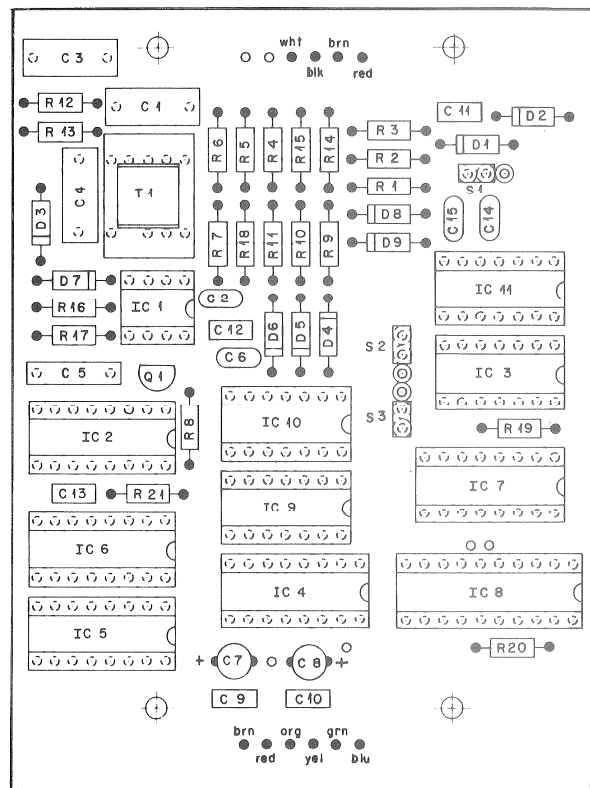 wht brn
blk red
C 3
R 12
C 1
C 11
D 2
R 13
R 6
R 5
R 4
R 15
R 14
R 3
D 1
R 2
C 4
T 1
R 1
S 1
D 3
D 8
C 15
C 14
R 7
R 18
R 11
R 10
R 9
D 9
D 7
IC 11
R 16
IC 1
C 2
R 17
C 12
D 6
D 5
D 4
S 2
C 6
IC 3
C 5
Q 1
S 3
IC 2
R 8
IC 10
R 19
C 13
R 21
IC 9
IC 7
IC 6
IC 4
IC 8
IC 5
R 20
+ C 7
C 8 +
C 9
C 10
brn org grn
red yel blu